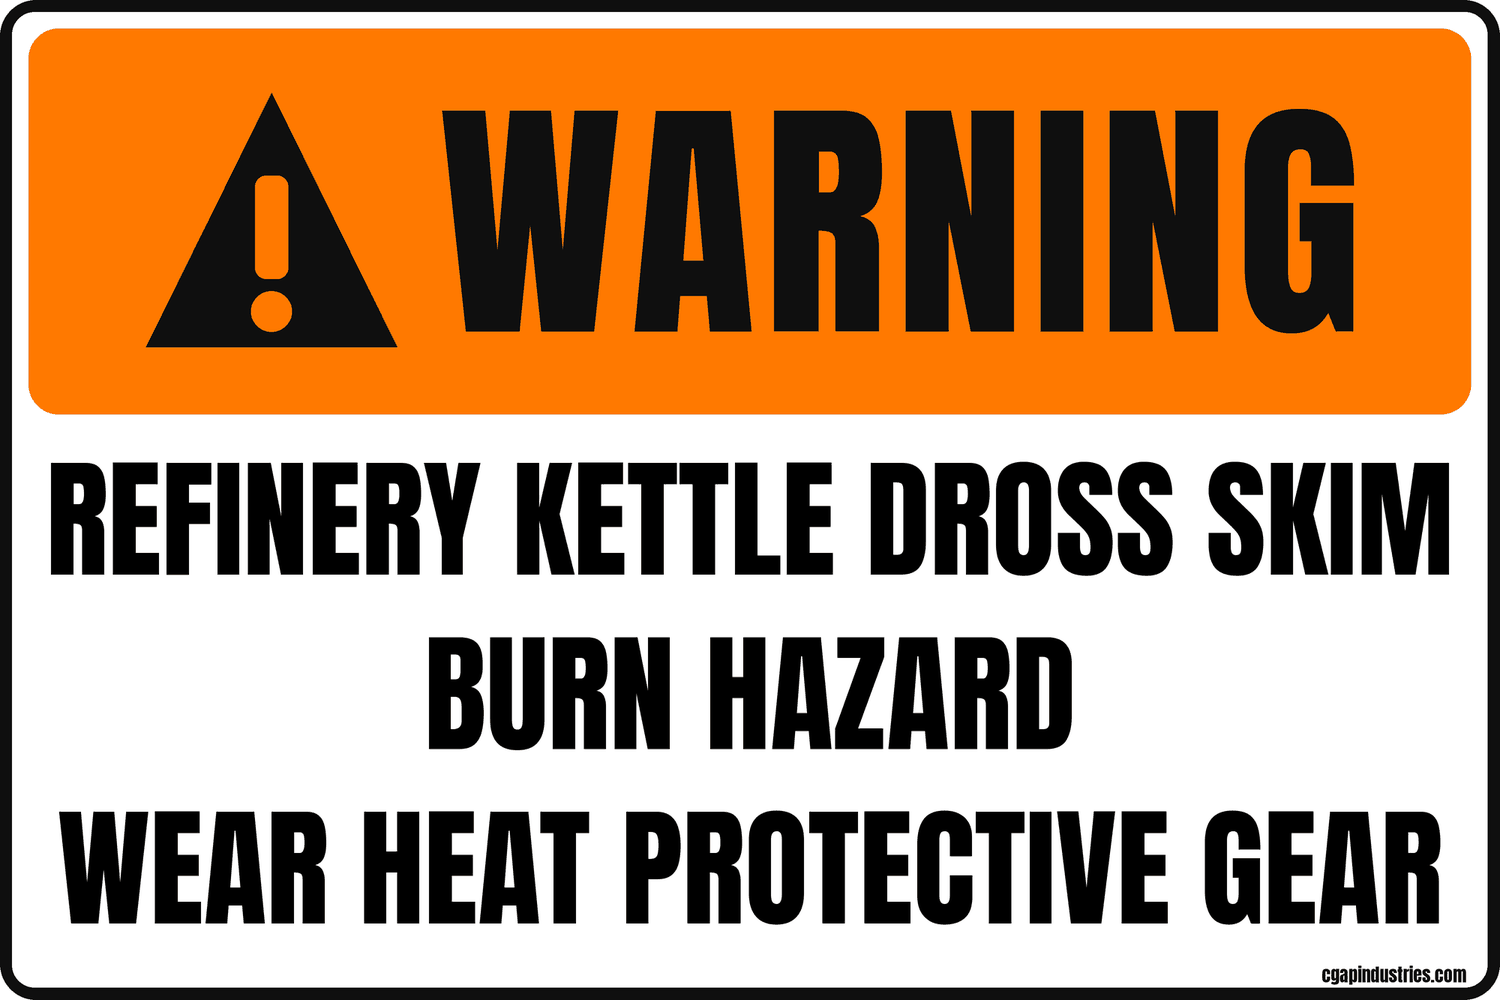 WARNING
REFINERY KETTLE DROSS SKIM
BURN HAZARD
WEAR HEAT PROTECTIVE GEAR
cgapindustries.com